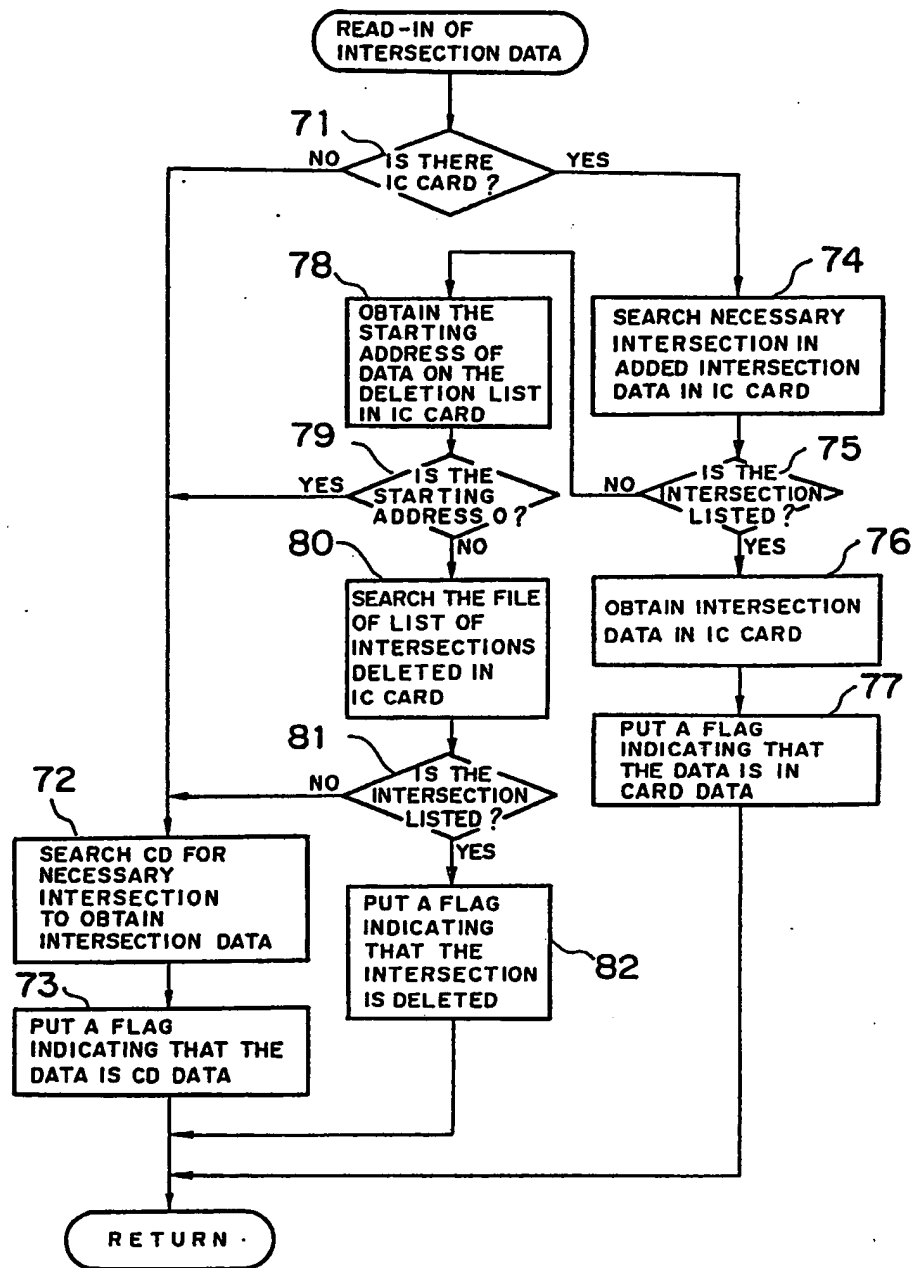 READ-IN OF
INTERSECTION DATA
71
IS THERE
IC CARD ?
NO
YES
78
OBTAIN THE
STARTING
ADDRESS OF
DATA ON THE
DELETION LIST
IN IC CARD
74
SEARCH NECESSARY
INTERSECTION IN
ADDED INTERSECTION
DATA IN IC CARD
79
IS THE
STARTING
ADDRESS 0 ?
YES
NO
75
IS THE
INTERSECTION
LISTED ?
NO
YES
80
SEARCH THE FILE
OF LIST OF
INTERSECTIONS
DELETED IN
IC CARD
76
OBTAIN INTERSECTION
DATA IN IC CARD
77
PUT A FLAG
INDICATING THAT
THE DATA IS IN
CARD DATA
81
IS THE
INTERSECTION
LISTED ?
NO
YES
72
SEARCH CD FOR
NECESSARY
INTERSECTION
TO OBTAIN
INTERSECTION DATA
82
PUT A FLAG
INDICATING
THAT THE
INTERSECTION
IS DELETED
73
PUT A FLAG
INDICATING THAT THE
DATA IS CD DATA
RETURN